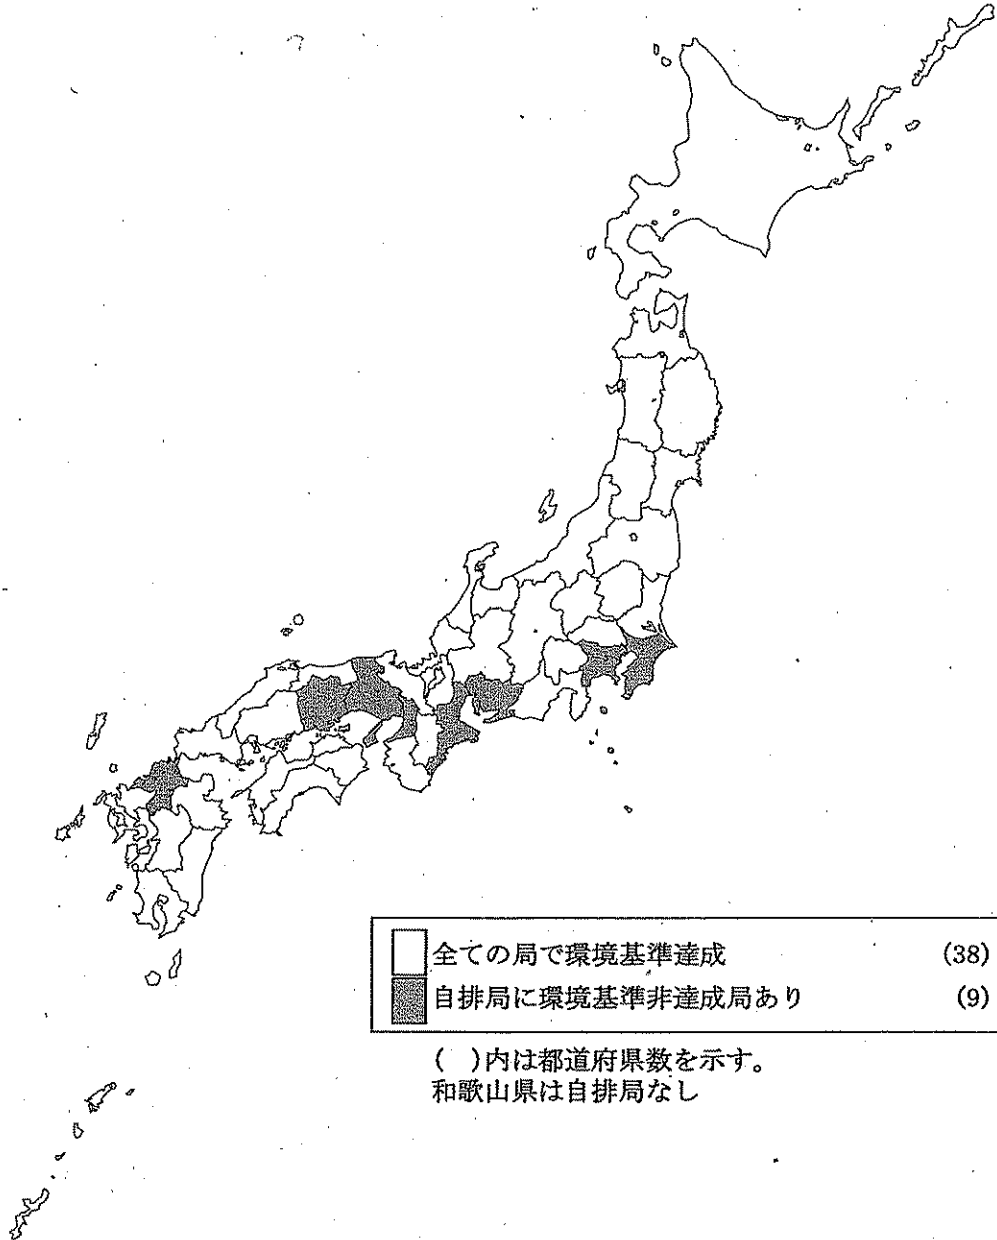 全ての局で環境基準達成 (38)
自排局に環境基準非達成局あり (9)
( )内は都道府県数を示す。
和歌山県は自排局なし